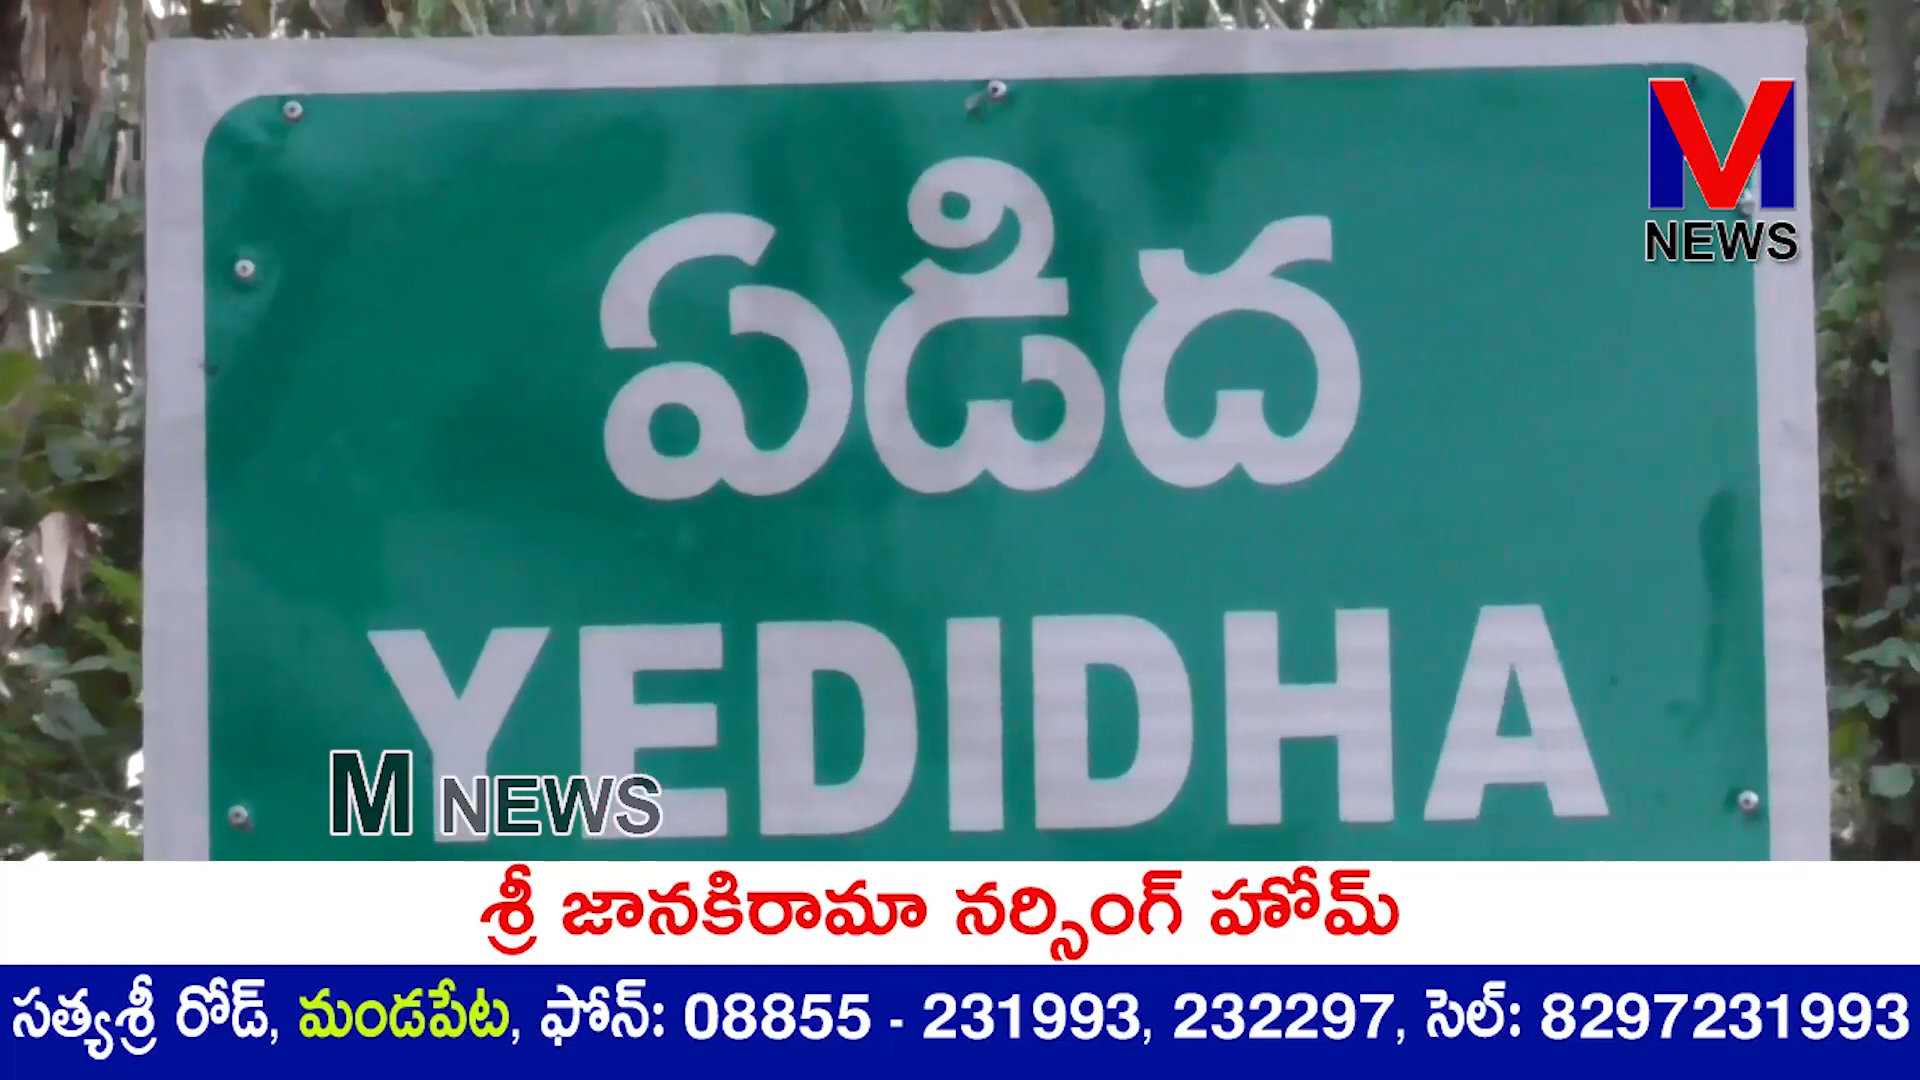 ఏడిద
M NEWS
YEDIDHA
M NEWS
శ్రీ జానకిరామా నర్సింగ్ హోమ్
సత్యశ్రీ రోడ్, మండపేట, ఫోన్: 08855 - 231993, 232297, సెల్: 8297231993